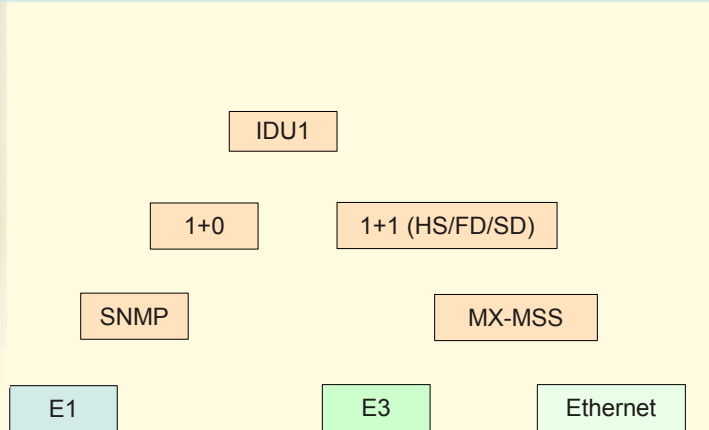 IDU1
1+0
1+1 (HS/FD/SD)
SNMP
MX-MSS
E1
E3
Ethernet